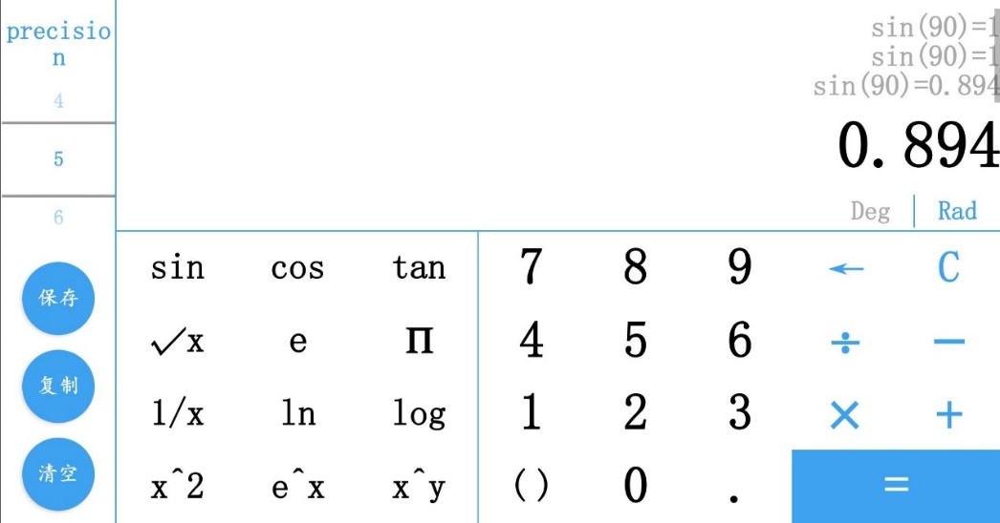 precisio
n
4
5
6
保存
复制
清空
sin(90)=1
sin(90)=1
sin(90)=0.894
0.894
Deg | Rad
sin cos tan 7 8 9 ← C
√x e Π 4 5 6 ÷ −
1/x ln log 1 2 3 × +
x^2 e^x x^y () 0 . =